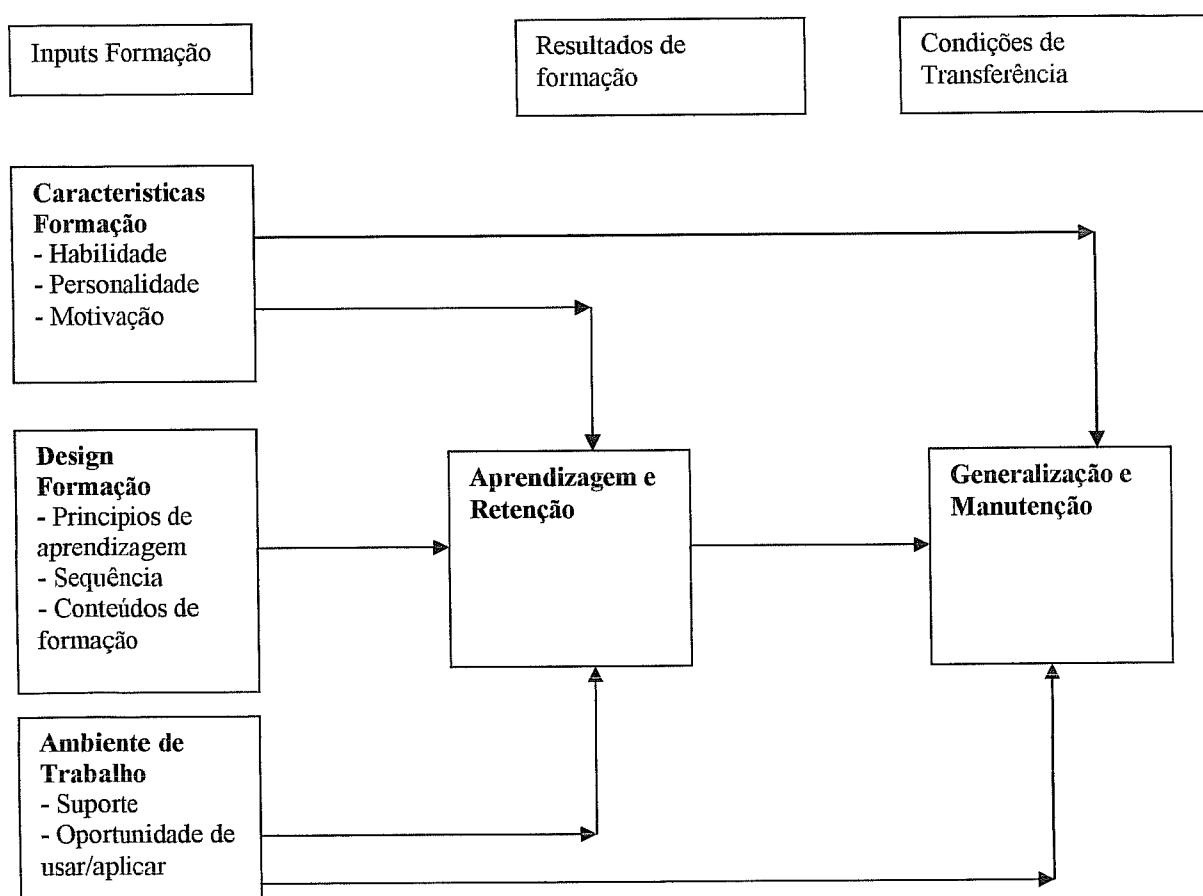 Inputs Formação
Resultados de
formação
Condições de
Transferência
Caracteristicas
Formação
- Habilidade
- Personalidade
- Motivação
Design
Formação
- Principios de
aprendizagem
- Sequência
- Conteúdos de
formação
Aprendizagem e
Retenção
Generalização e
Manutenção
Ambiente de
Trabalho
- Suporte
- Oportunidade de
usar/aplicar